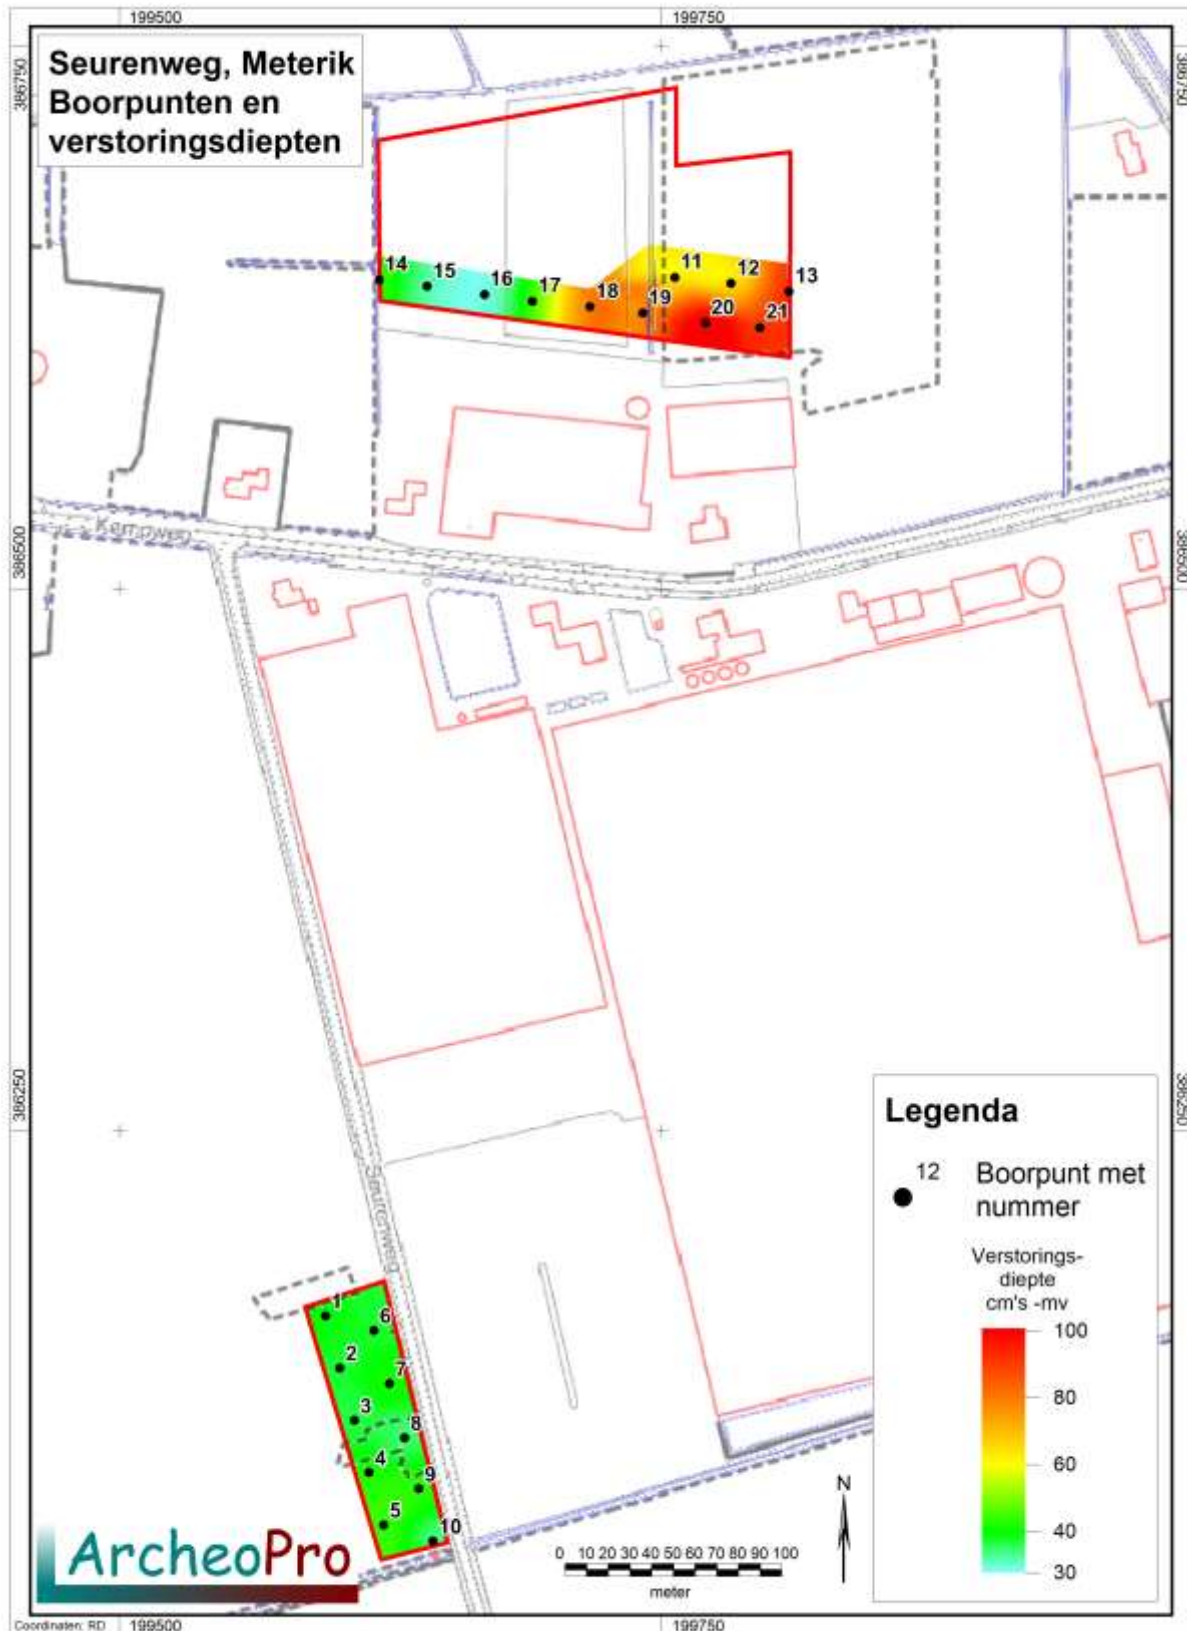 199500
199750
Seurenweg, Meterik
Boorpunten en
verstoringsdiepten
386750
386750
11
12
13
14
15
16
17
18
19
20
21
Kempweg
386500
386500
386250
386250
Seurenweg
1
6
2
7
3
8
4
9
5
10
Legenda
12
Boorpunt met
nummer
Verstorings-
diepte
cm's -mv
100
80
60
40
30
N
0 10 20 30 40 50 60 70 80 90 100
meter
ArcheoPro
Coordinaten: RD
199500
199750